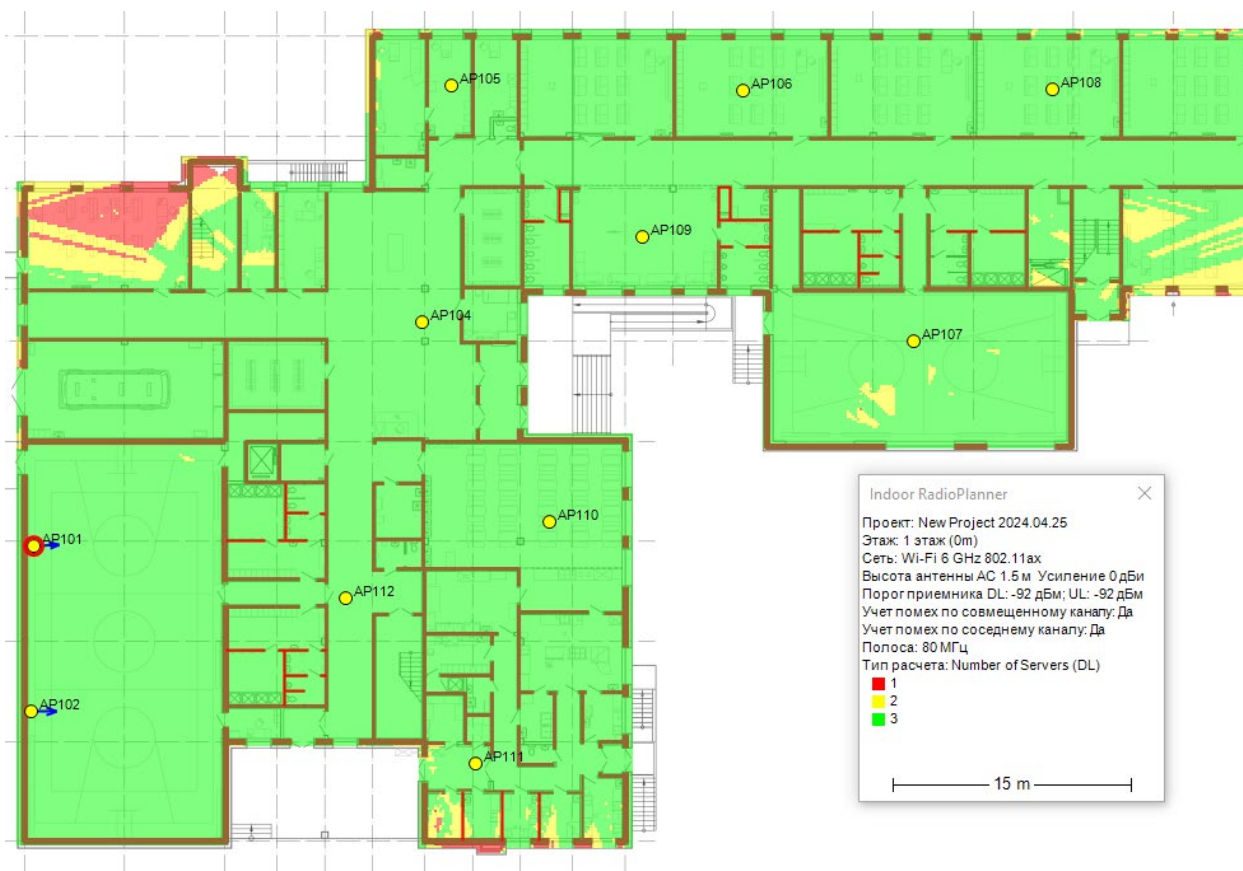 AP105
AP106
AP108
AP109
AP104
AP107
Indoor RadioPlanner
Проект: New Project 2024.04.25
Этаж: 1 этаж (0m)
Сеть: Wi-Fi 6 GHz 802.11ax
Высота антенны АС 1.5 м Усиление 0 дБи
Порог приемника DL: -92 дБм; UL: -92 дБм
Учет помех по совмещенному каналу: Да
Учет помех по соседнему каналу: Да
Полоса: 80 МГц
Тип расчета: Number of Servers (DL)
1
2
3
15 m
AP110
AP101
AP112
AP102
AP111